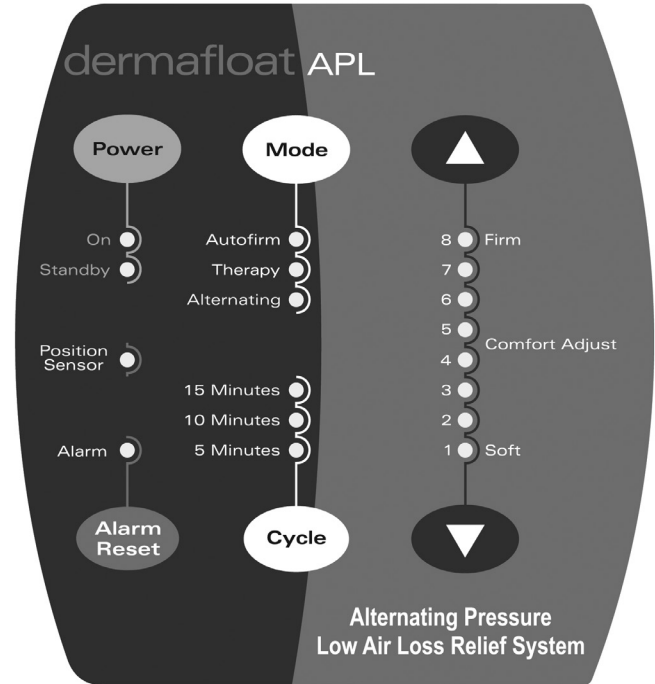 dermafloat APL
Power
On
Standby
Position
Sensor
Alarm
Alarm
Reset
Mode
Autofirm
Therapy
Alternating
15 Minutes
10 Minutes
5 Minutes
Cycle
8 Firm
7
6
5
Comfort Adjust
4
3
2
1 Soft
Alternating Pressure
Low Air Loss Relief System